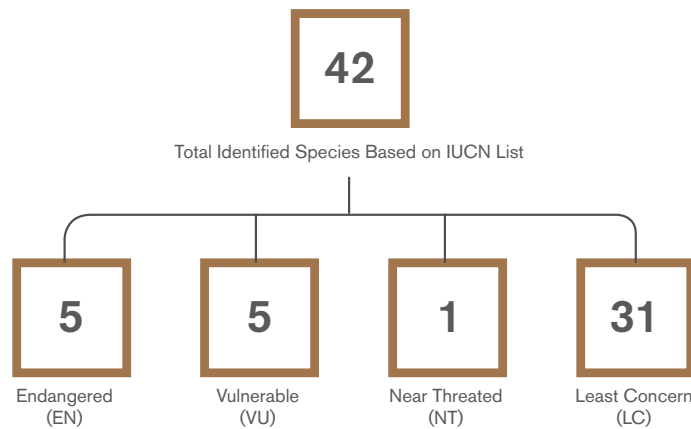 42
Total Identified Species Based on IUCN List
5
5
1
31
Endangered
(EN)
Vulnerable
(VU)
Near Threated
(NT)
Least Concern
(LC)